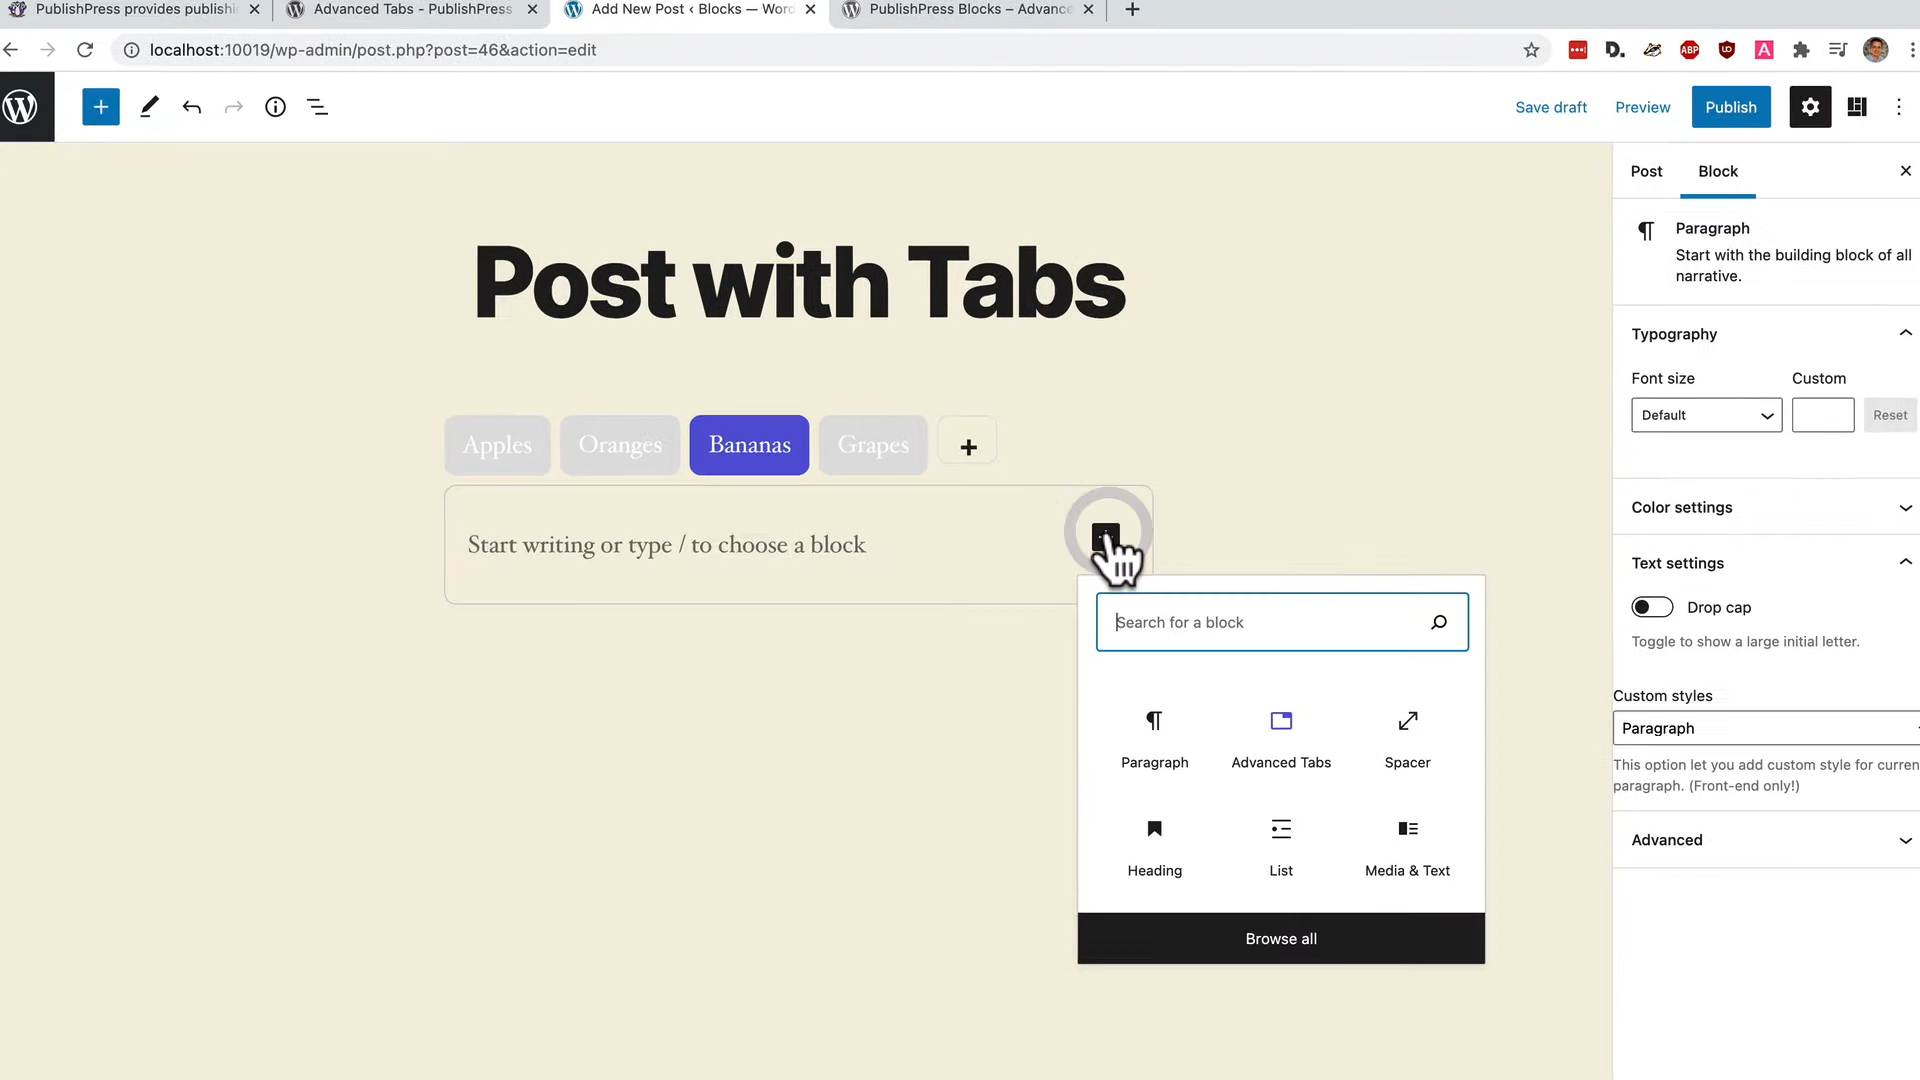 PublishPress provides publishi
Advanced Tabs - PublishPress
Add New Post ‹ Blocks — Word
PublishPress Blocks – Advance
localhost:10019/wp-admin/post.php?post=46&action=edit
ABP
Save draft
Preview
Publish
Post
Block
Paragraph
Start with the building block of all
narrative.
Post with Tabs
Typography
Font size
Custom
Default
Reset
Apples
Oranges
Bananas
Grapes
Start writing or type / to choose a block
Color settings
Text settings
Drop cap
Toggle to show a large initial letter.
Search for a block
Custom styles
Paragraph
This option let you add custom style for curren
paragraph. (Front-end only!)
Paragraph
Advanced Tabs
Spacer
Advanced
Heading
List
Media & Text
Browse all